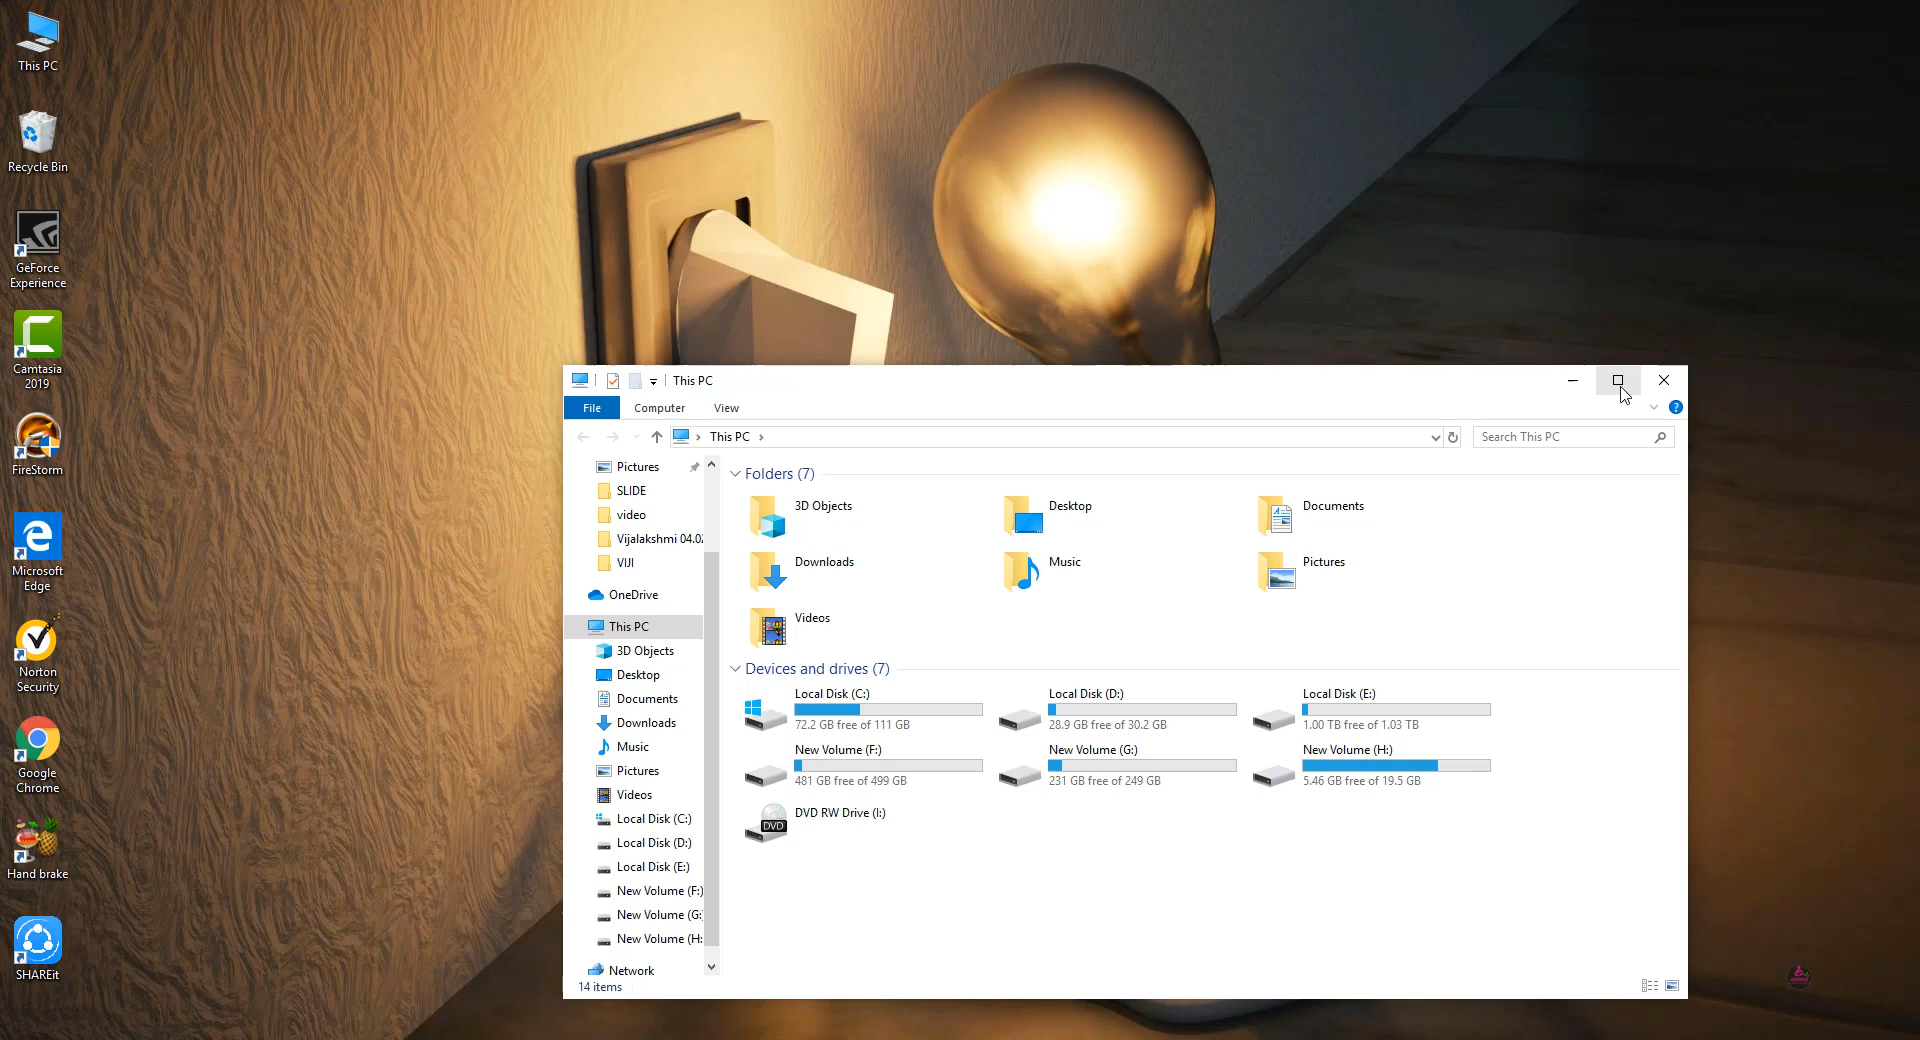 This PC
Recycle Bin
GeForce
Experience
Camtasia
2019
FireStorm
Microsoft
Edge
Norton
Security
Google
Chrome
Hand brake
SHAREit
This PC
File Computer View
This PC
Search This PC
Pictures
SLIDE
video
Vijalakshmi 04.0
VIJI
OneDrive
This PC
3D Objects
Desktop
Documents
Downloads
Music
Pictures
Videos
Local Disk (C:)
Local Disk (D:)
Local Disk (E:)
New Volume (F:)
New Volume (G:
New Volume (H:
Network
Folders (7)
3D Objects
Desktop
Documents
Downloads
Music
Pictures
Videos
Devices and drives (7)
Local Disk (C:)
72.2 GB free of 111 GB
Local Disk (D:)
28.9 GB free of 30.2 GB
Local Disk (E:)
1.00 TB free of 1.03 TB
New Volume (F:)
481 GB free of 499 GB
New Volume (G:)
231 GB free of 249 GB
New Volume (H:)
5.46 GB free of 19.5 GB
DVD
DVD RW Drive (I:)
14 items